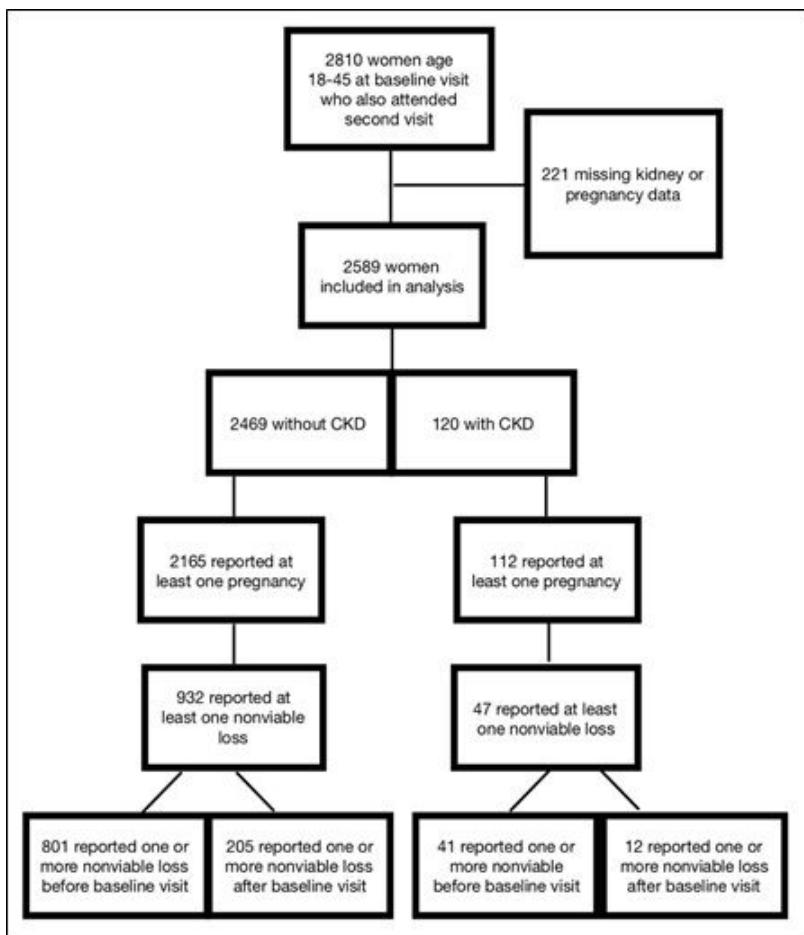 2810 women age
18-45 at baseline visit
who also attended
second visit
221 missing kidney or
pregnancy data
2589 women
included in analysis
2469 without CKD
120 with CKD
2165 reported at
least one pregnancy
112 reported at
least one pregnancy
932 reported at
least one nonviable
loss
47 reported at least
one nonviable loss
801 reported one or
more nonviable loss
before baseline visit
205 reported one or
more nonviable loss
after baseline visit
41 reported one or
more nonviable
before baseline visit
12 reported one or
more nonviable loss
after baseline visit